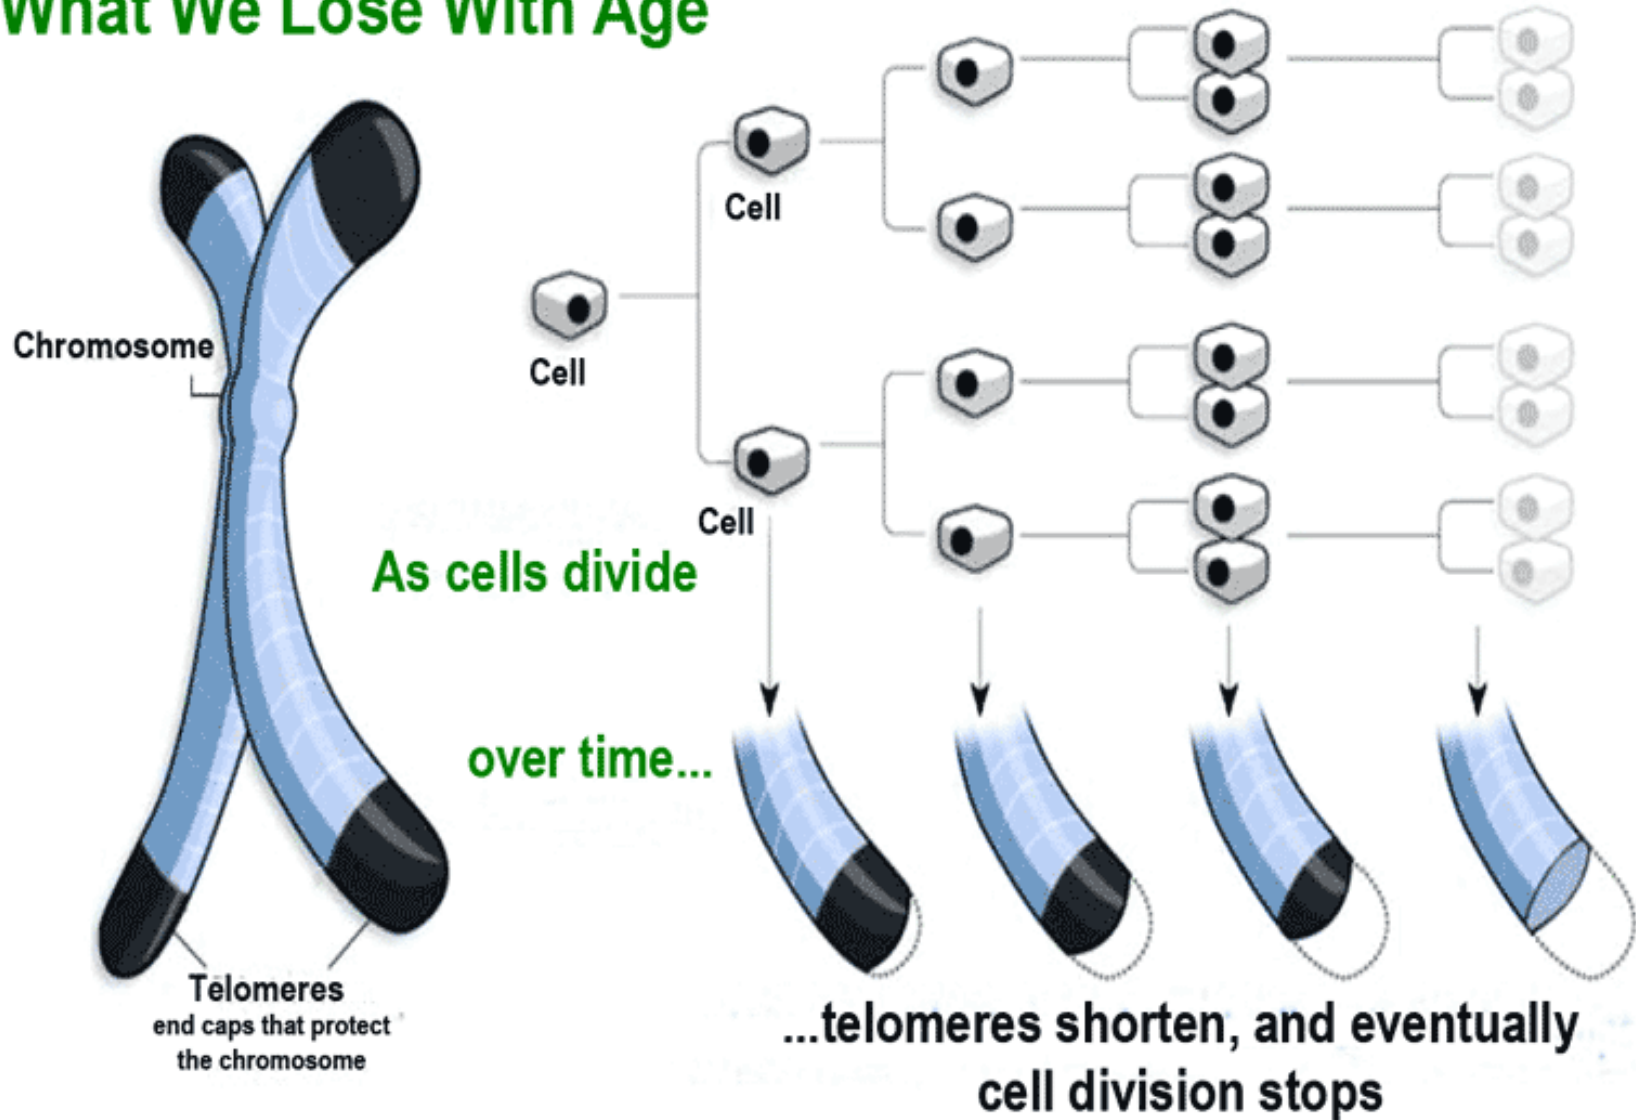 What We Lose With Age
Cell
Chromosome
Cell
Cell
As cells divide
over time...
Telomeres
end caps that protect
the chromosome
...telomeres shorten, and eventually
cell division stops